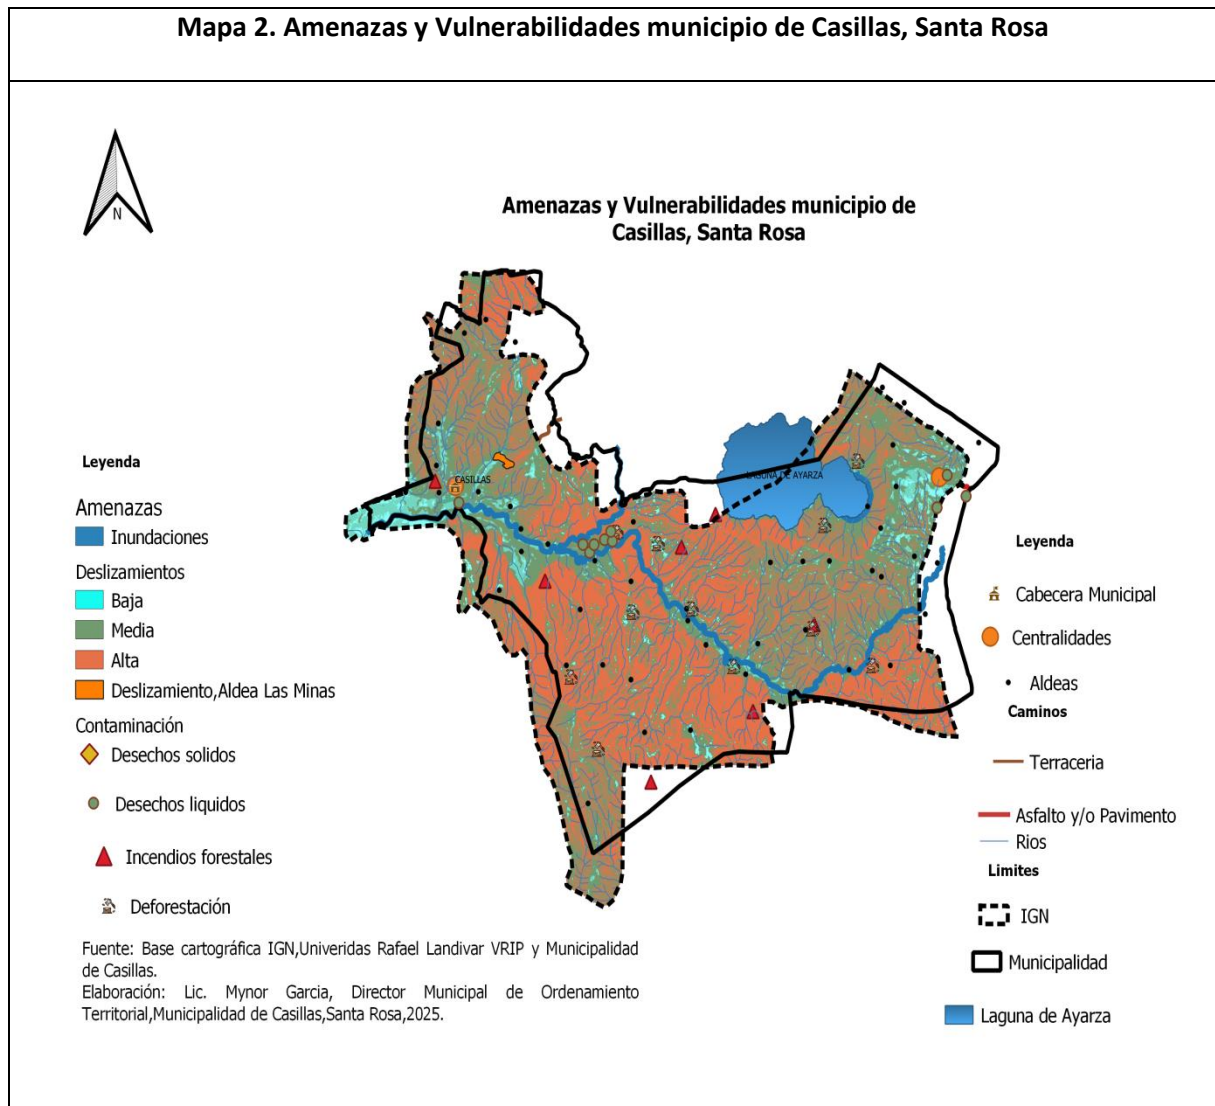 Mapa 2. Amenazas y Vulnerabilidades municipio de Casillas, Santa Rosa
N
Amenazas y Vulnerabilidades municipio de
Casillas, Santa Rosa
CASILLAS
LAGUNA DE AYARZA
Leyenda
Amenazas
Inundaciones
Deslizamientos
Baja
Media
Alta
Deslizamiento,Aldea Las Minas
Contaminación
Desechos solidos
Desechos liquidos
Incendios forestales
Deforestación
Fuente: Base cartográfica IGN,Univeridas Rafael Landivar VRIP y Municipalidad
de Casillas.
Elaboración: Lic. Mynor Garcia, Director Municipal de Ordenamiento
Territorial,Municipalidad de Casillas,Santa Rosa,2025.
Leyenda
Cabecera Municipal
Centralidades
Aldeas
Caminos
Terraceria
Asfalto y/o Pavimento
Rios
Limites
IGN
Municipalidad
Laguna de Ayarza